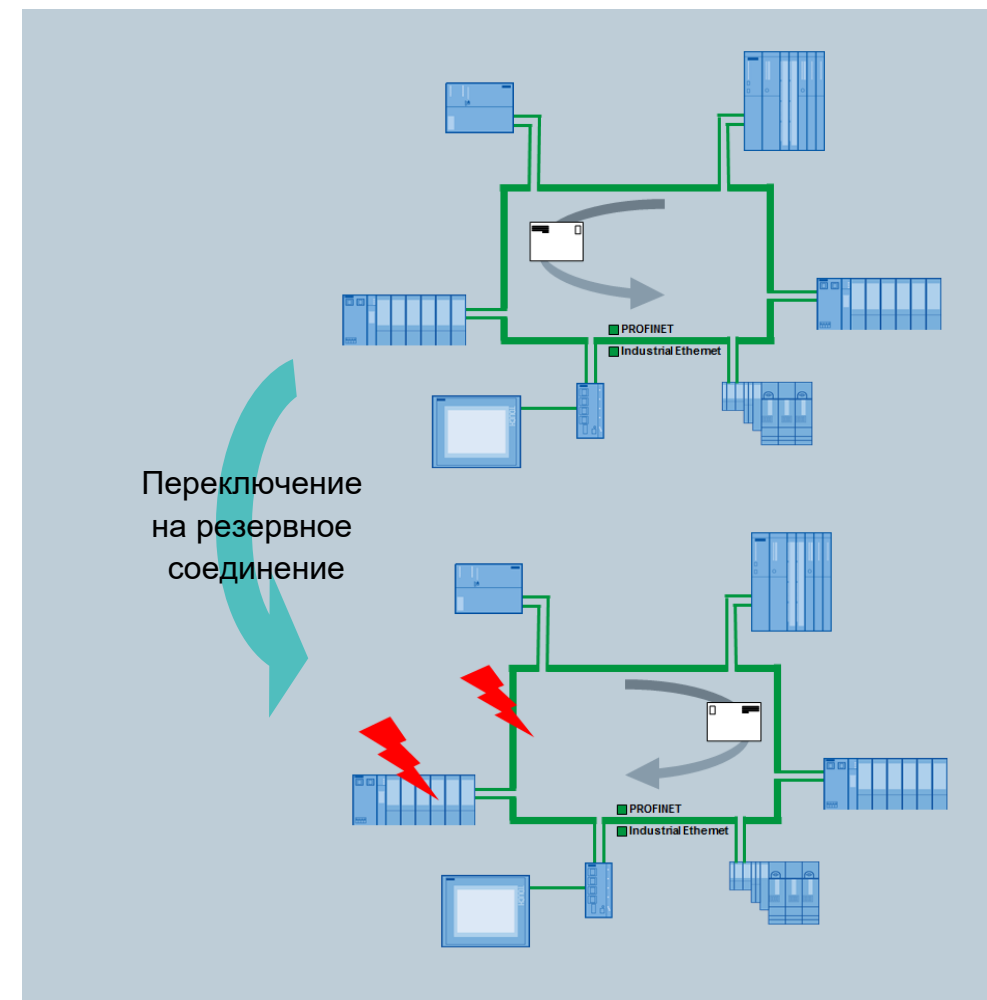 PROFINET
Industrial Ethernet
Переключение
на резервное
соединение
PROFINET
Industrial Ethernet